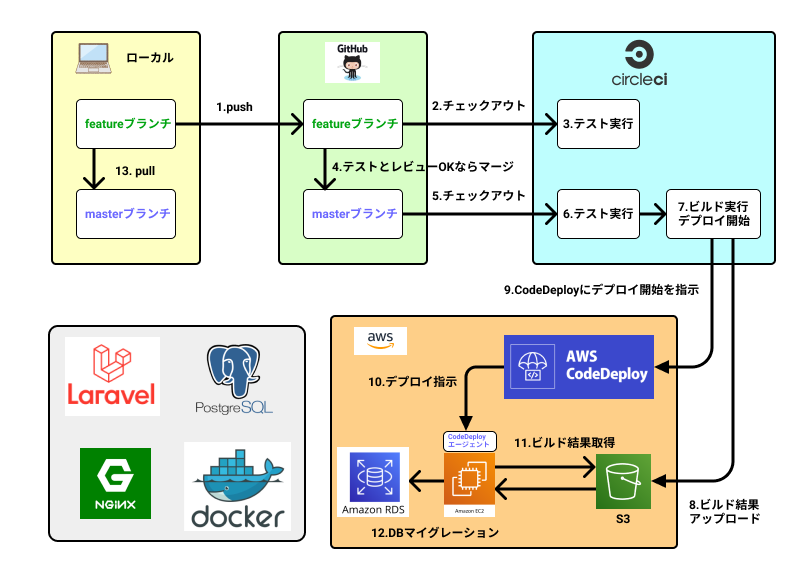 ローカル
featureブランチ
13. pull
masterブランチ
1.push
GitHub
featureブランチ
4.テストとレビューOKならマージ
masterブランチ
2.チェックアウト
5.チェックアウト
circleci
3.テスト実行
6.テスト実行
7.ビルド実行
デプロイ開始
9.CodeDeployにデプロイ開始を指示
8.ビルド結果
アップロード
aws
AWS
CodeDeploy
10.デプロイ指示
CodeDeploy
エージェント
11.ビルド結果取得
Amazon RDS
Amazon EC2
S3
12.DBマイグレーション
Laravel
PostgreSQL
NGINX
docker